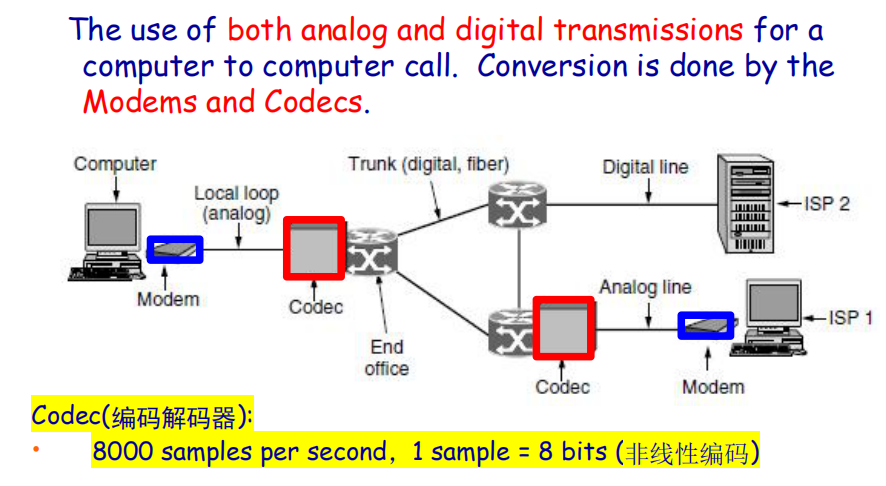 The use of both analog and digital transmissions for a
computer to computer call. Conversion is done by the
Modems and Codecs.
Computer
Trunk (digital, fiber)
Digital line
Local loop
(analog)
ISP 2
Modem
Codec
Analog line
ISP 1
End
office
Codec
Modem
Codec(编码解码器):
• 8000 samples per second, 1 sample = 8 bits (非线性编码)